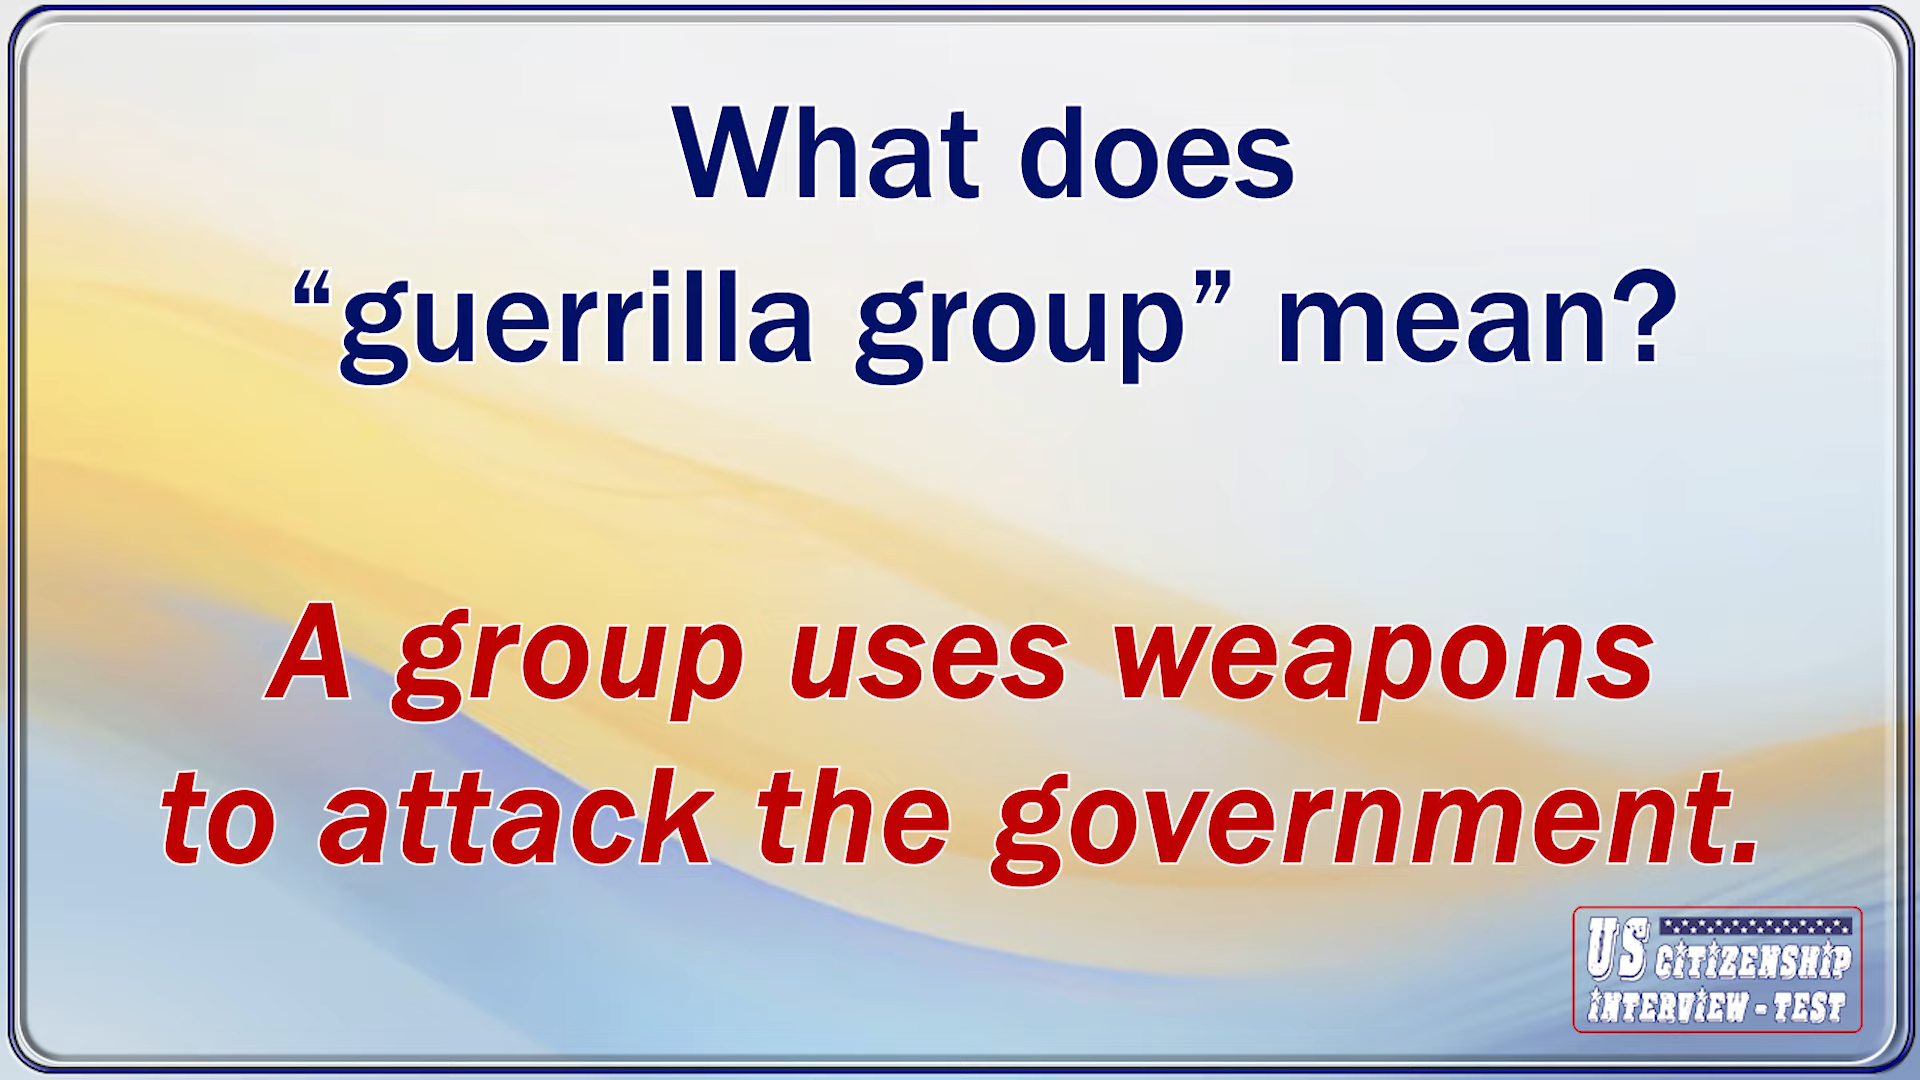 What does
“guerrilla group” mean?
A group uses weapons
to attack the government.
US CITIZENSHIP
INTERVIEW - TEST